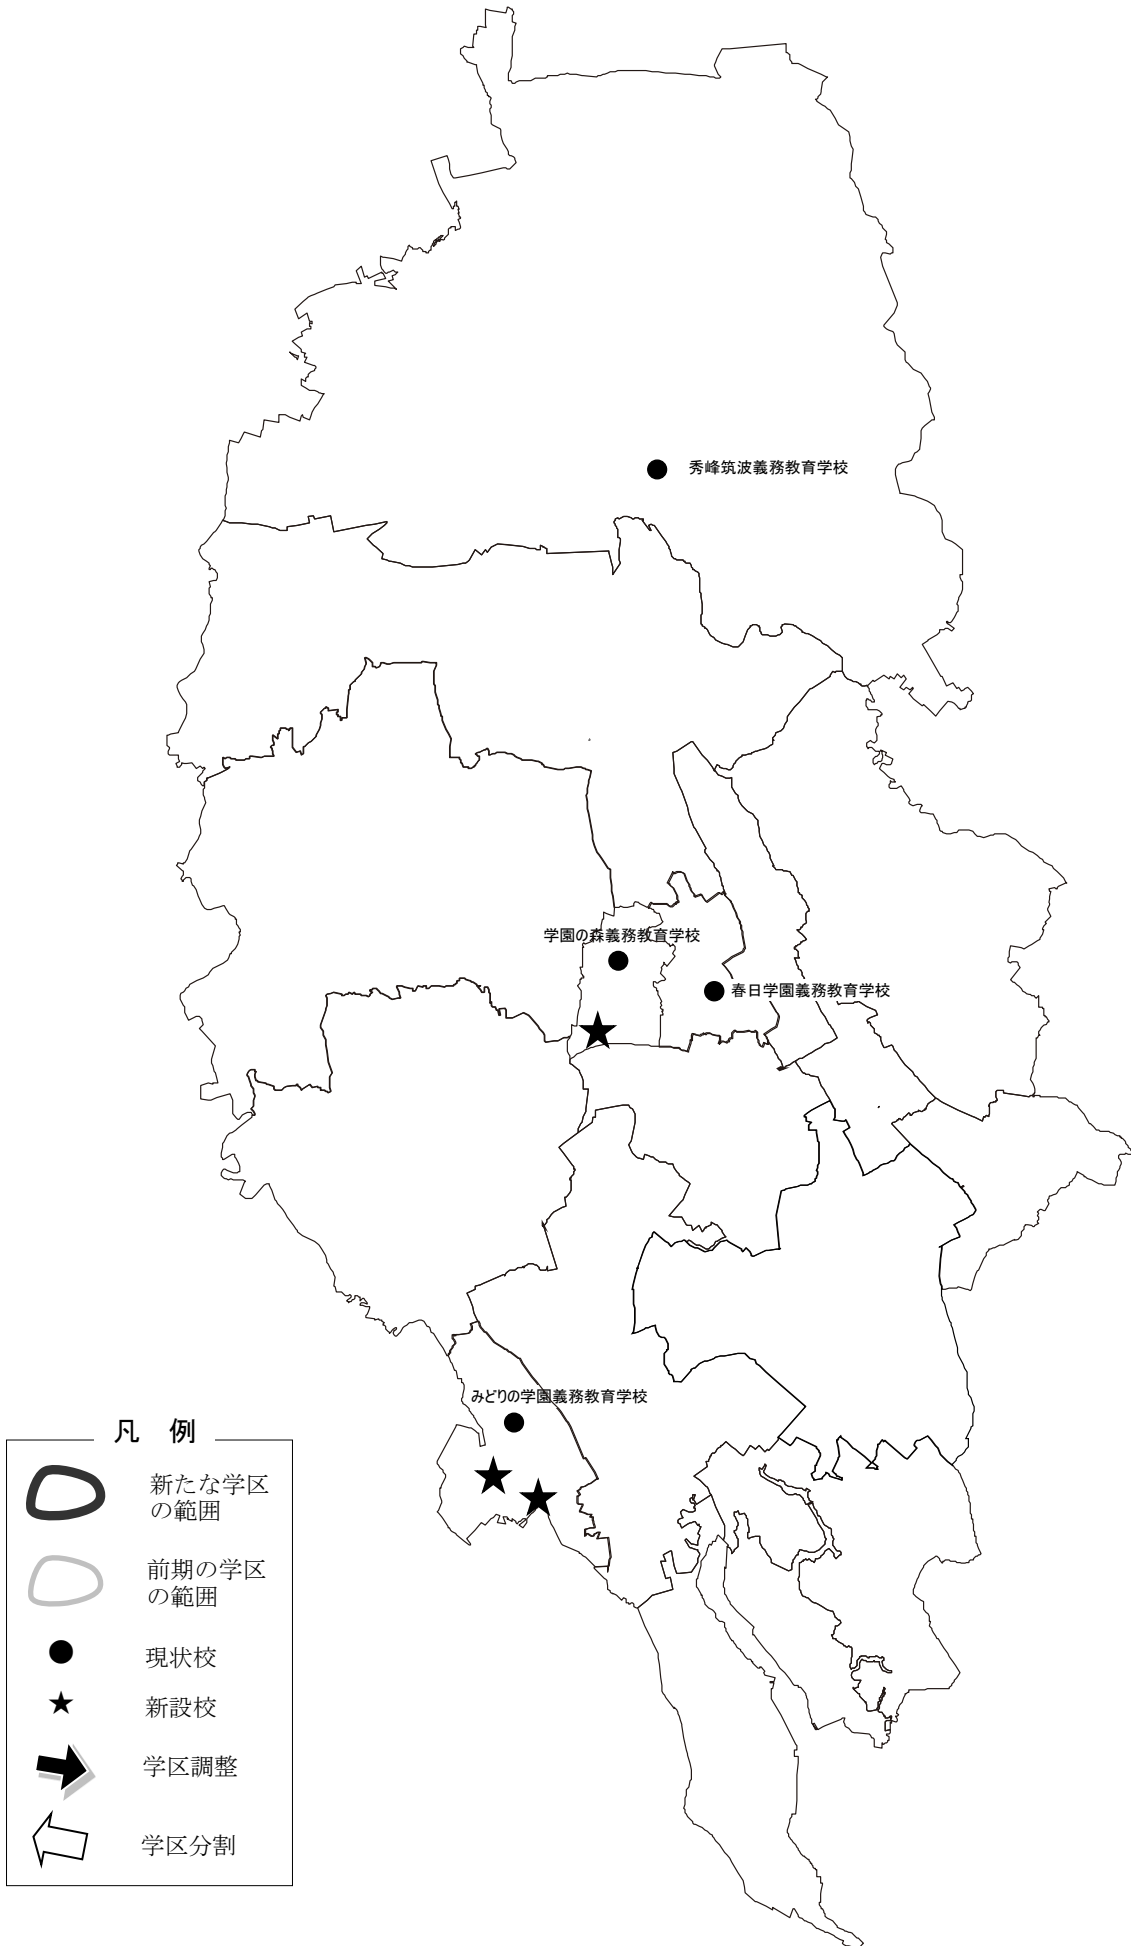 秀峰筑波義務教育学校
学園の森義務教育学校
春日学園義務教育学校
みどりの学園義務教育学校
凡 例
新たな学区
の範囲
前期の学区
の範囲
現状校
新設校
学区調整
学区分割